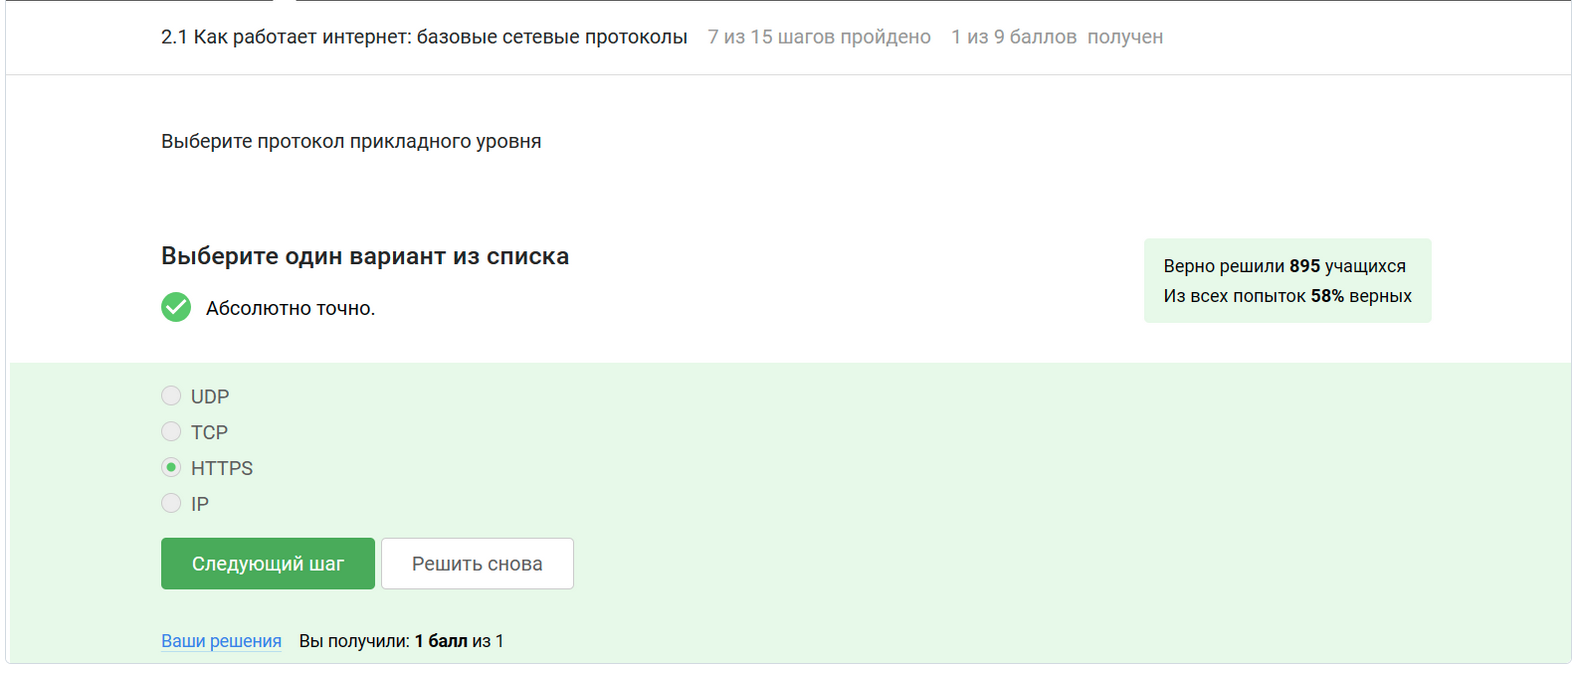 2.1 Как работает интернет: базовые сетевые протоколы 7 из 15 шагов пройдено 1 из 9 баллов получен
Выберите протокол прикладного уровня
Выберите один вариант из списка
Абсолютно точно.
Верно решили 895 учащихся
Из всех попыток 58% верных
UDP
TCP
HTTPS
IP
Следующий шаг Решить снова
Ваши решения Вы получили: 1 балл из 1